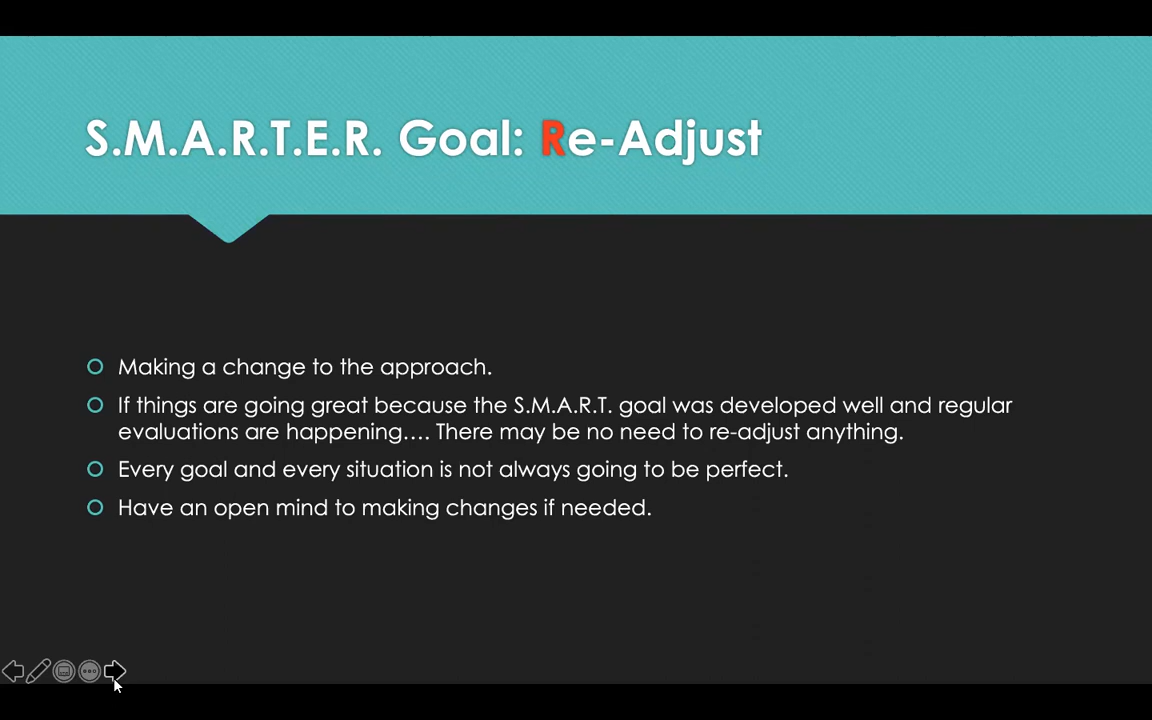 S.M.A.R.T.E.R. Goal: Re-Adjust
Making a change to the approach.
If things are going great because the S.M.A.R.T. goal was developed well and regular
evaluations are happening…. There may be no need to re-adjust anything.
Every goal and every situation is not always going to be perfect.
Have an open mind to making changes if needed.